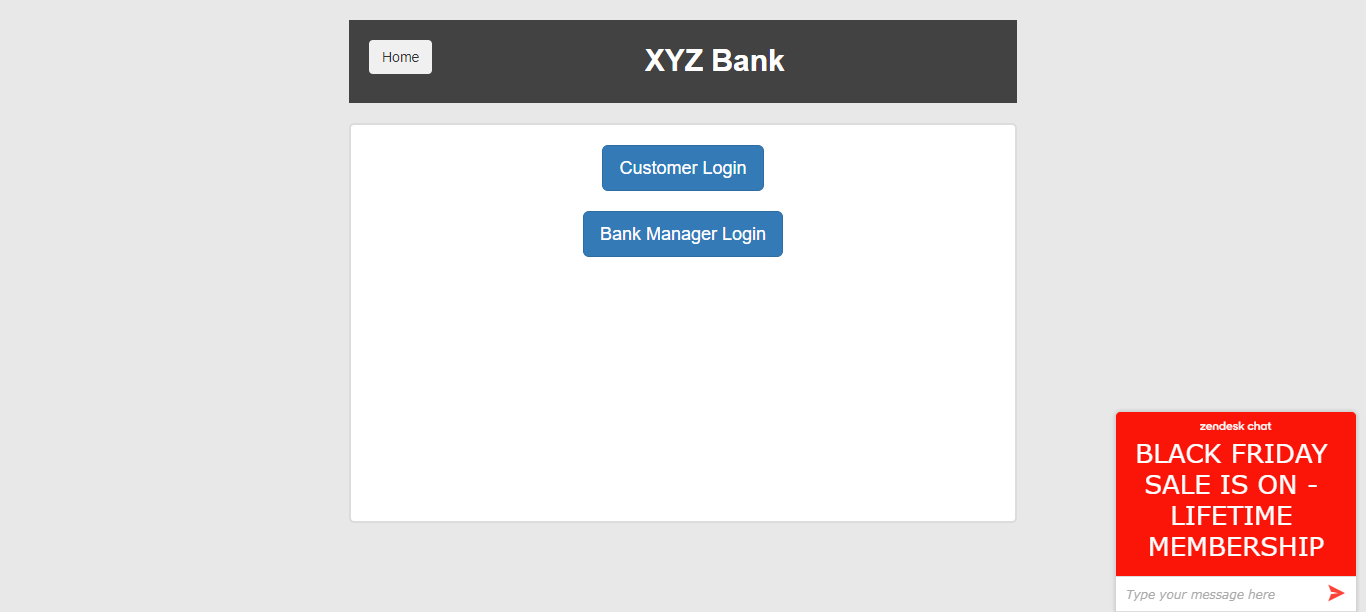 Home
XYZ Bank
Customer Login
Bank Manager Login
zendesk chat
BLACK FRIDAY
SALE IS ON -
LIFETIME
MEMBERSHIP
Type your message here